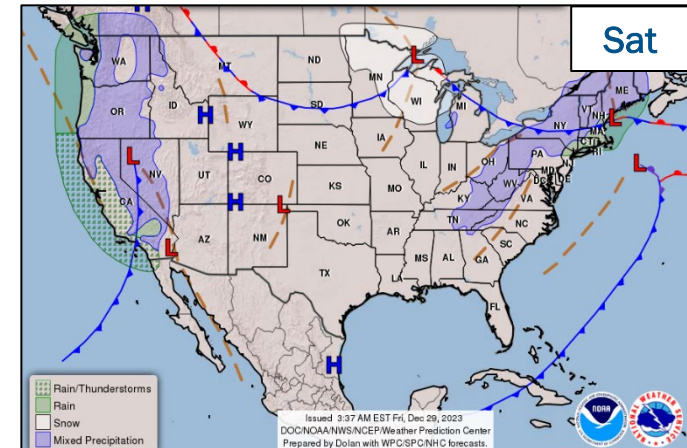 Sat
H
WA
MT
ND
MN
L
ME
OR
ID
H
WY
SD
WI
MI
VT
NH
NY
MA
CT
RI
L
L
H
NE
IA
IL
IN
OH
PA
NJ
MD
DE
DC
L
NV
UT
CO
KS
MO
KY
WV
VA
CA
H
L
TN
NC
L
AZ
NM
OK
AR
SC
TX
LA
MS
AL
GA
FL
H
Rain/Thunderstorms
Rain
Snow
Mixed Precipitation
Issued 3:37 AM EST Fri, Dec 29, 2023
DOC/NOAA/NWS/NCEP/Weather Prediction Center
Prepared by Dolan with WPC/SPC/NHC forecasts.
NOAA
NATIONAL WEATHER SERVICE